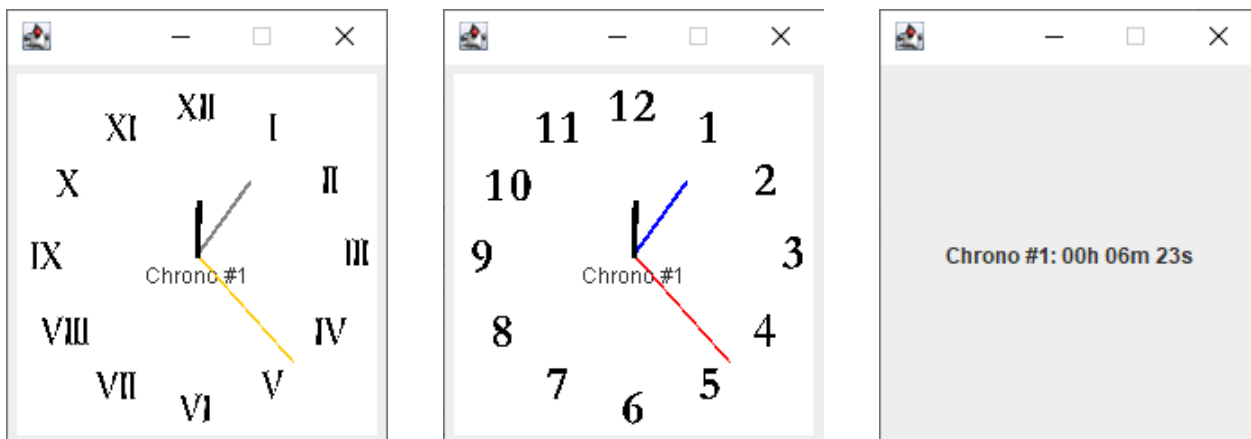 XII
XI
I
X
II
IX
III
Chrono #1
VIII
IV
VII
V
VI
12
11
1
10
2
9
3
Chrono #1
8
4
7
5
6
Chrono #1: 00h 06m 23s